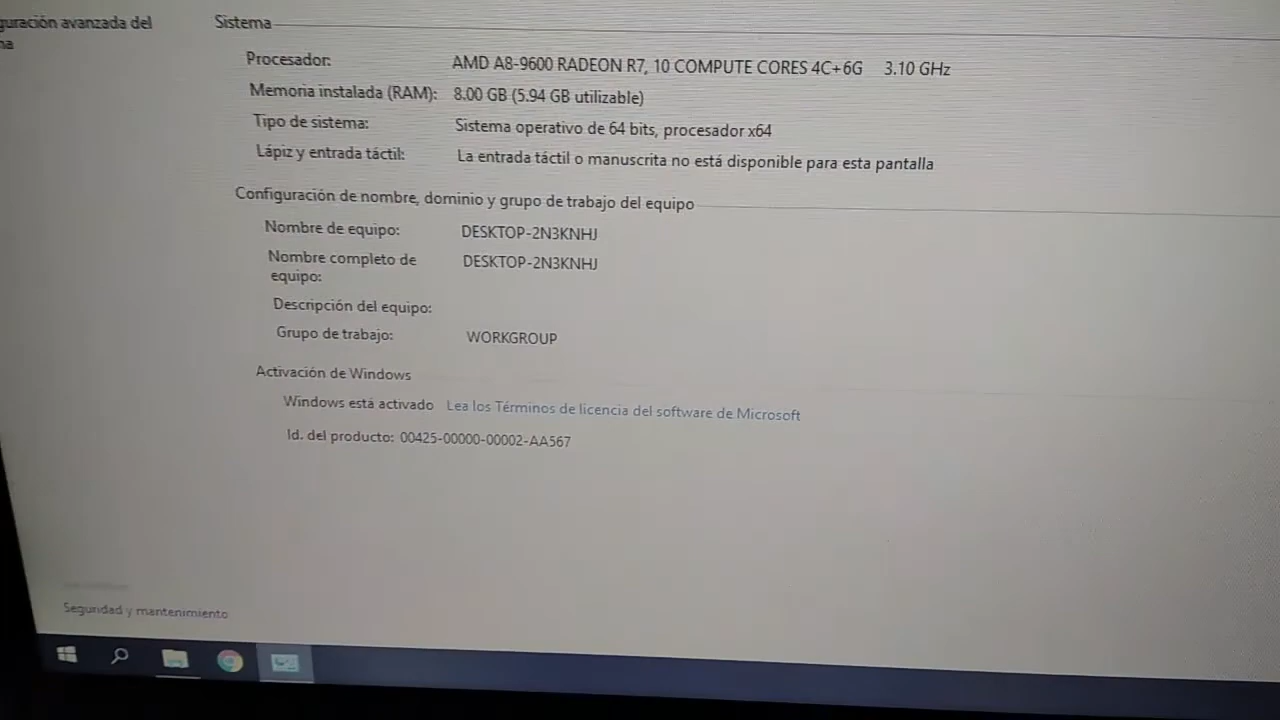 guración avanzada del
na
Sistema
Procesador: AMD A8-9600 RADEON R7, 10 COMPUTE CORES 4C+6G 3.10 GHz
Memoria instalada (RAM): 8.00 GB (5.94 GB utilizable)
Tipo de sistema: Sistema operativo de 64 bits, procesador x64
Lápiz y entrada táctil: La entrada táctil o manuscrita no está disponible para esta pantalla
Configuración de nombre, dominio y grupo de trabajo del equipo
Nombre de equipo: DESKTOP-2N3KNHJ
Nombre completo de DESKTOP-2N3KNHJ
equipo:
Descripción del equipo:
Grupo de trabajo: WORKGROUP
Activación de Windows
Windows está activado Lea los Términos de licencia del software de Microsoft
Id. del producto: 00425-00000-00002-AA567
Seguridad y mantenimiento